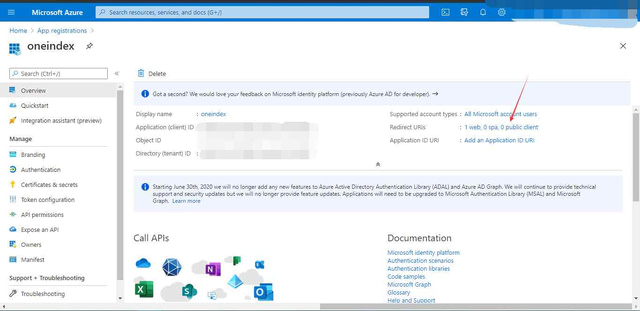 Microsoft Azure
Search resources, services, and docs (G+/)
Home > App registrations >
oneindex
Search (Ctrl+/)
Overview
Quickstart
Integration assistant (preview)
Manage
Branding
Authentication
Certificates & secrets
Token configuration
API permissions
Expose an API
Owners
Manifest
Support + Troubleshooting
Troubleshooting
Delete
Got a second? We would love your feedback on Microsoft identity platform (previously Azure AD for developer). →
Display name : oneindex
Application (client) ID
Object ID
Directory (tenant) ID :
Supported account types : All Microsoft account users
Redirect URIs : 1 web, 0 spa, 0 public client
Application ID URI : Add an Application ID URI
Starting June 30th, 2020 we will no longer add any new features to Azure Active Directory Authentication Library (ADAL) and Azure AD Graph. We will continue to provide technical
support and security updates but we will no longer provide feature updates. Applications will need to be upgraded to Microsoft Authentication Library (MSAL) and Microsoft
Graph. Learn more
Call APIs
Documentation
Microsoft identity platform
Authentication scenarios
Authentication libraries
Code samples
Microsoft Graph
Glossary
Help and Support